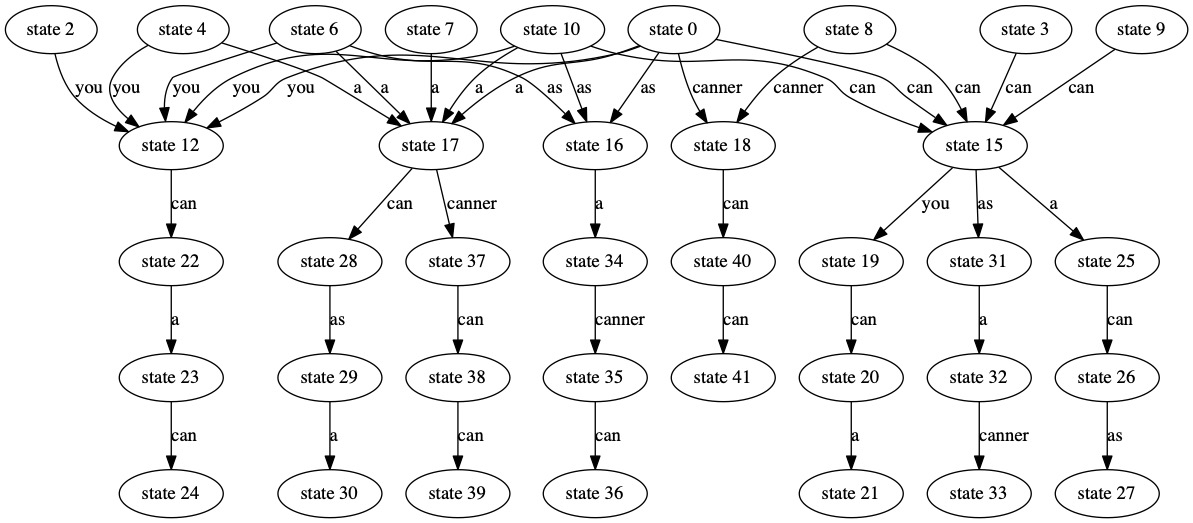 state 2 state 4 state 6 state 7 state 10 state 0 state 8 state 3 state 9
you you you you you a a a a a as as as canner canner can can can can can
state 12 state 17 state 16 state 18 state 15
can can canner a can you as a
state 22 state 28 state 37 state 34 state 40 state 19 state 31 state 25
a as can canner can can a can
state 23 state 29 state 38 state 35 state 41 state 20 state 32 state 26
can a can can a canner as
state 24 state 30 state 39 state 36 state 21 state 33 state 27